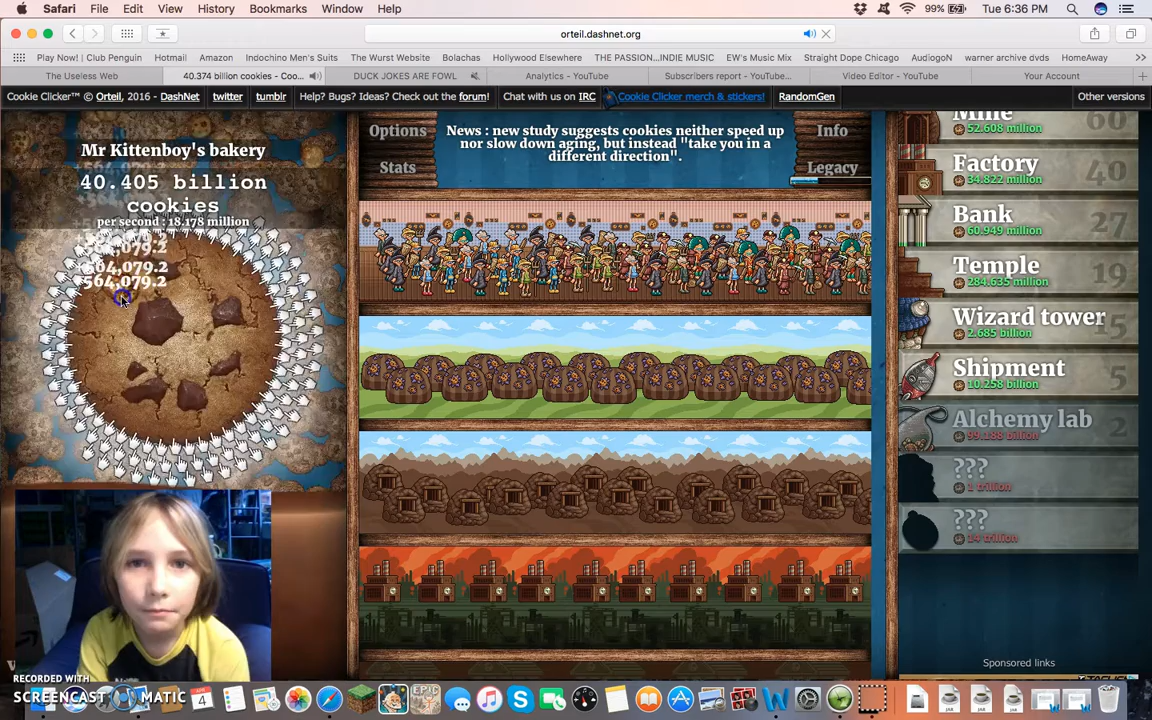 Safari File Edit View History Bookmarks Window Help 99% Tue 6:36 PM
orteil.dashnet.org
Play Now! | Club Penguin Hotmail Amazon Indochino Men's Suits The Wurst Website Bolachas Hollywood Elsewhere THE PASSION...INDIE MUSIC EW's Music Mix Straight Dope Chicago AudiogoN warner archive dvds HomeAway
The Useless Web 40.374 billion cookies - Coo... DUCK JOKES ARE FOWL Analytics - YouTube Subscribers report - YouTube... Video Editor - YouTube Your Account
Cookie Clicker™ © Orteil, 2016 - DashNet twitter tumblr Help? Bugs? Ideas? Check out the forum! Chat with us on IRC Cookie Clicker merch & stickers! RandomGen Other versions
Mr Kittenboy's bakery
40.405 billion
cookies
per second : 18.178 million
564,079.2
564,079.2
Options
Stats
News : new study suggests cookies neither speed up
nor slow down aging, but instead "take you in a
different direction".
Info
Legacy
Mine 60
52.608 million
Factory 40
34.822 million
Bank 27
60.949 million
Temple 19
284.635 million
Wizard tower 15
2.685 billion
Shipment 5
10.258 billion
Alchemy lab 2
99.188 billion
???
1 trillion
???
14 trillion
Sponsored links
RECORDED WITH
SCREENCAST MATIC
APR
4
EPIC